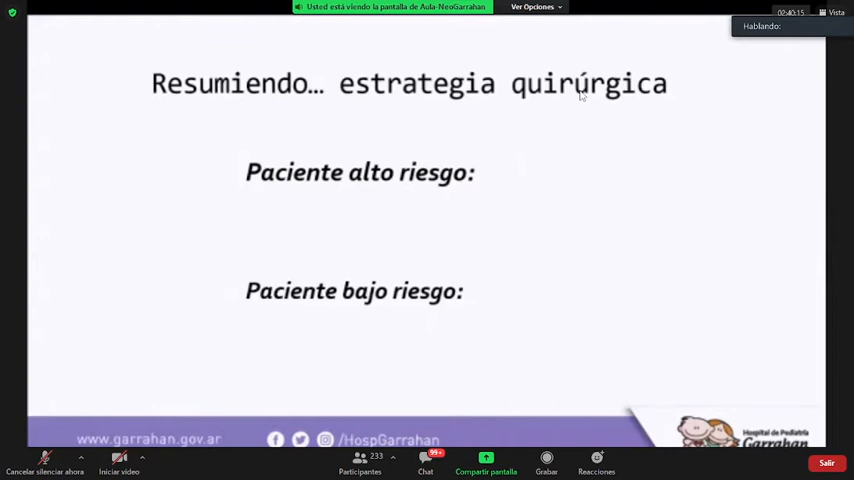 Usted está viendo la pantalla de Aula-NeoGarrahan
Ver Opciones
02:40:15
Vista
Hablando:
Resumiendo… estrategia quirúrgica
Paciente alto riesgo:
Paciente bajo riesgo:
www.garrahan.gov.ar
/HospGarrahan
Hospital de Pediatría
Garrahan
Cancelar silenciar ahora
Iniciar video
233
Participantes
99+
Chat
Compartir pantalla
Grabar
Reacciones
Salir